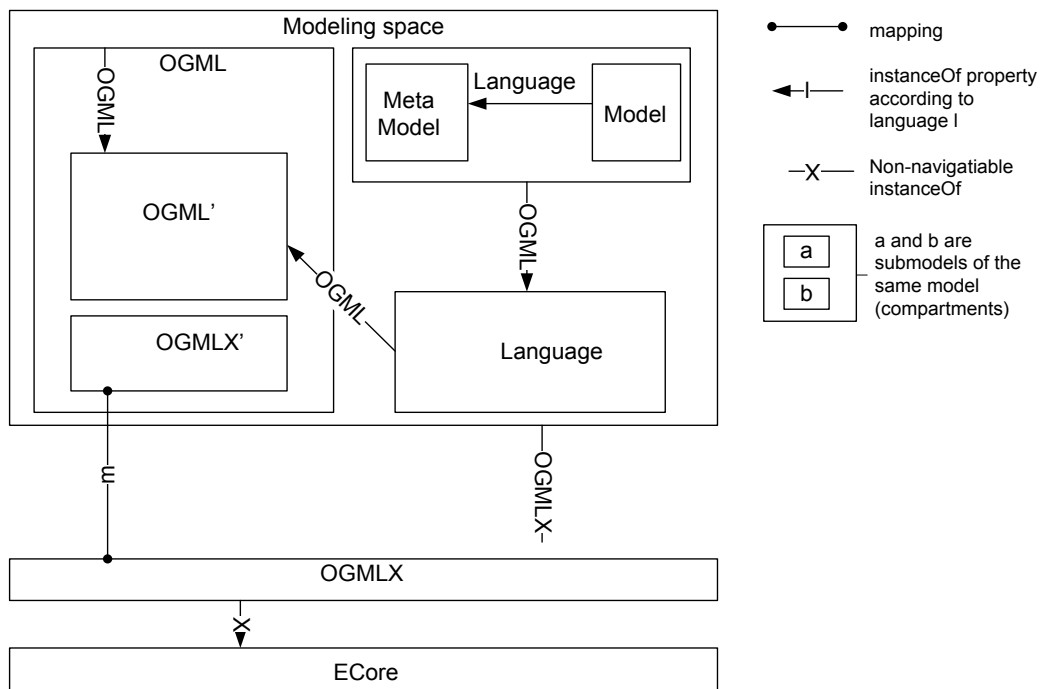 Modeling space
OGML
OGML
OGML’
OGMLX’
Language
Meta
Model
Model
OGML
OGML
Language
m
OGMLX
OGMLX
X
ECore
mapping
l
instanceOf property
according to
language l
X
Non-navigatiable
instanceOf
a
b
a and b are
submodels of the
same model
(compartments)